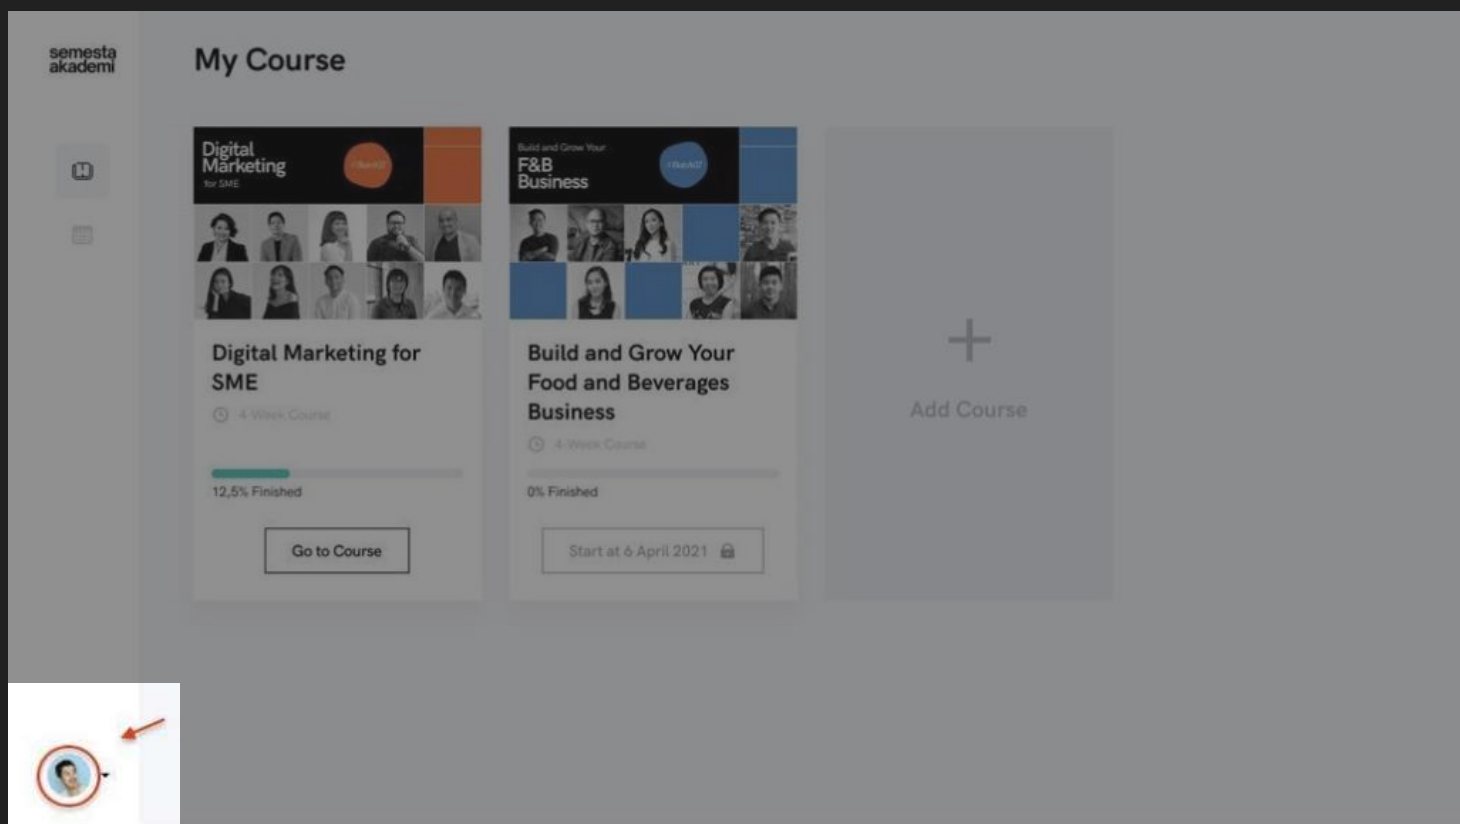 semesta
akademi
My Course
Digital
Marketing
for SME
Build and Grow Your
F&B
Business
Digital Marketing for
SME
4-Week Course
12,5% Finished
Go to Course
Build and Grow Your
Food and Beverages
Business
4-Week Course
0% Finished
Start at 6 April 2021
Add Course